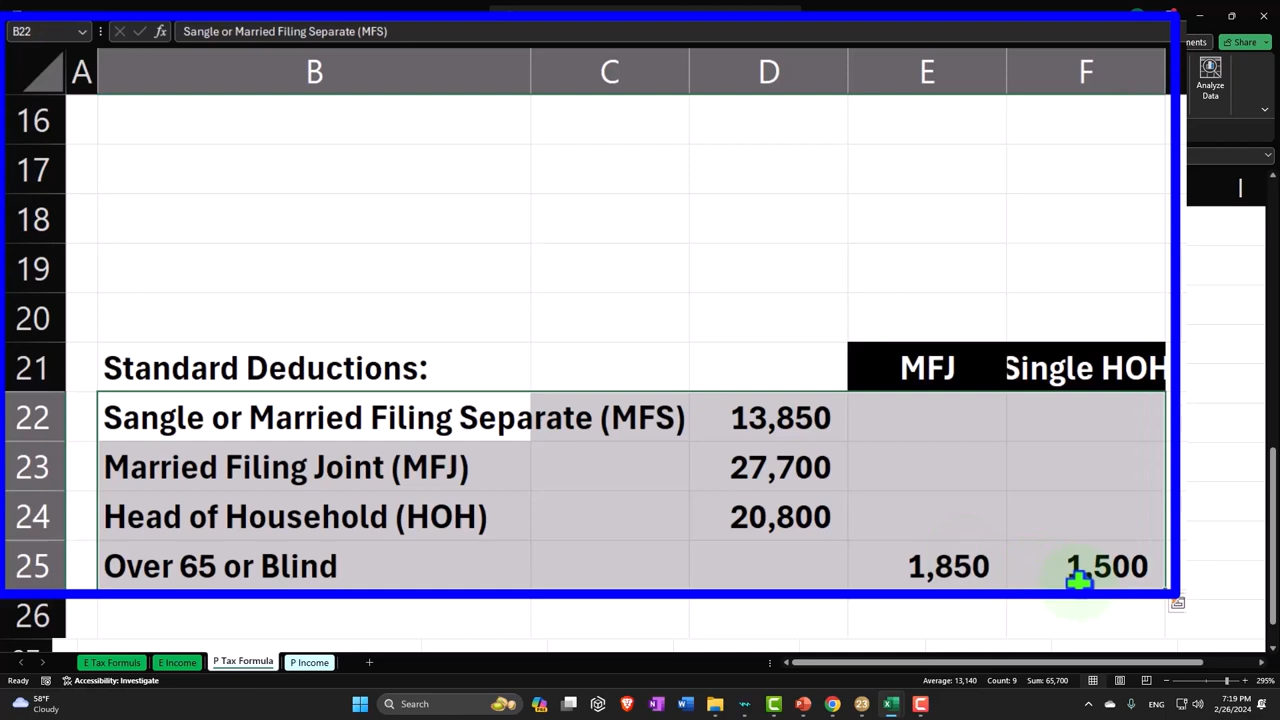 B22 Sangle or Married Filing Separate (MFS)
nents Share
A B C D E F
Analyze
Data
16
17
18
19
20
21 Standard Deductions: MFJ Single HOH
22 Sangle or Married Filing Separate (MFS) 13,850
23 Married Filing Joint (MFJ) 27,700
24 Head of Household (HOH) 20,800
25 Over 65 or Blind 1,850 1,500
26
E Tax Formuls E Income P Tax Formula P Income
Ready Accessibility: Investigate Average: 13,140 Count: 9 Sum: 65,700 295%
58°F
Cloudy
Search
23
ENG
7:19 PM
2/26/2024